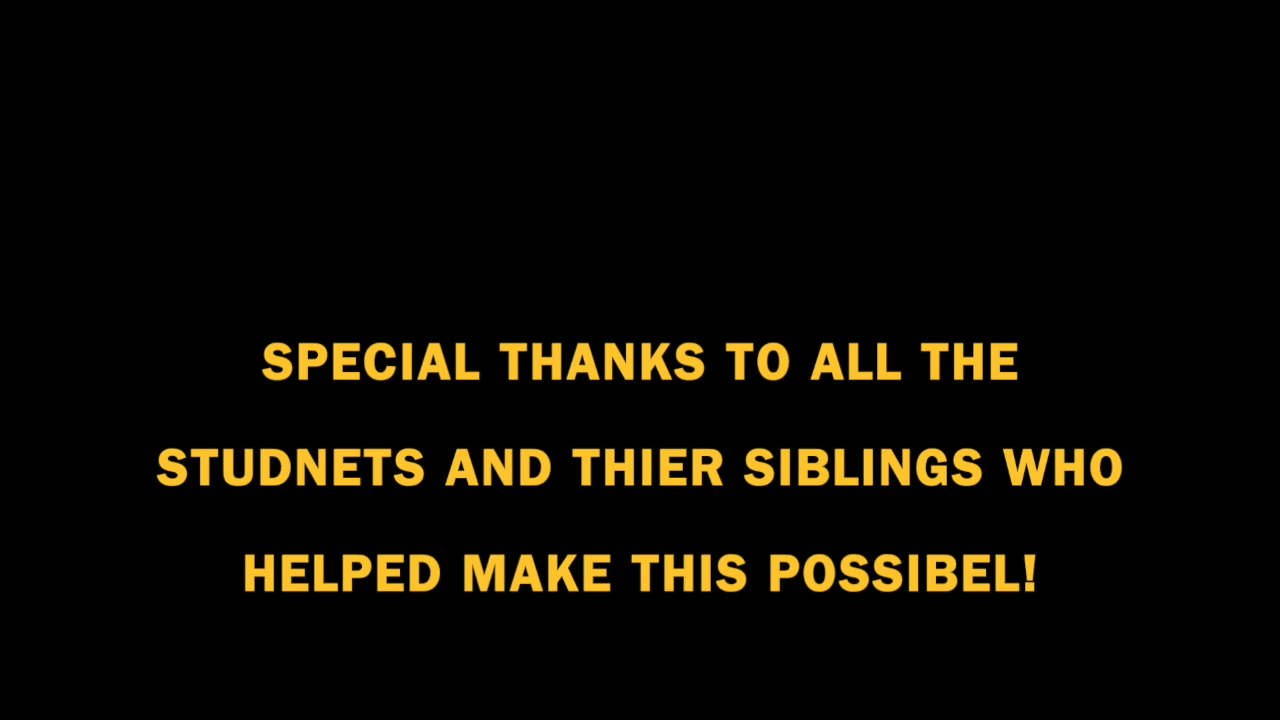 SPECIAL THANKS TO ALL THE
STUDNETS AND THIER SIBLINGS WHO
HELPED MAKE THIS POSSIBEL!